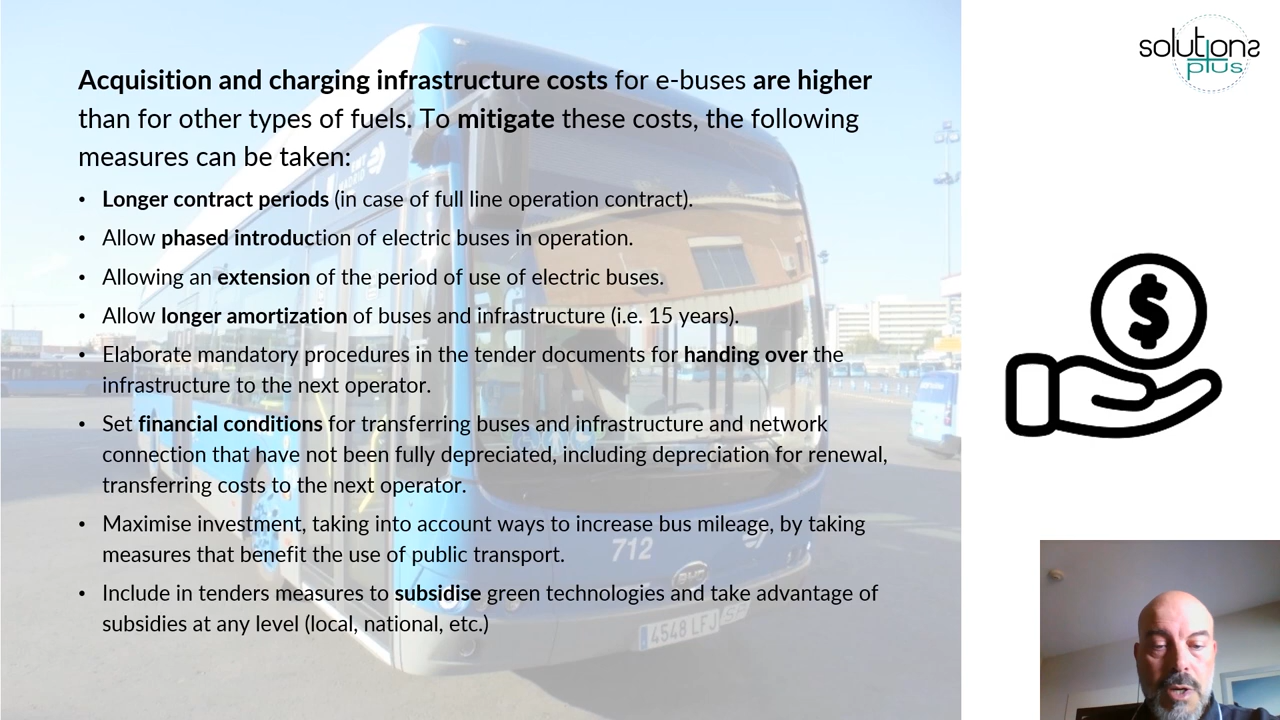 solutions
plus
Acquisition and charging infrastructure costs for e-buses are higher
than for other types of fuels. To mitigate these costs, the following
measures can be taken:
• Longer contract periods (in case of full line operation contract).
• Allow phased introduction of electric buses in operation.
• Allowing an extension of the period of use of electric buses.
• Allow longer amortization of buses and infrastructure (i.e. 15 years).
• Elaborate mandatory procedures in the tender documents for handing over the
infrastructure to the next operator.
• Set financial conditions for transferring buses and infrastructure and network
connection that have not been fully depreciated, including depreciation for renewal,
transferring costs to the next operator.
• Maximise investment, taking into account ways to increase bus mileage, by taking
measures that benefit the use of public transport.
• Include in tenders measures to subsidise green technologies and take advantage of
subsidies at any level (local, national, etc.)
$
712
BYD
4548 LFJ